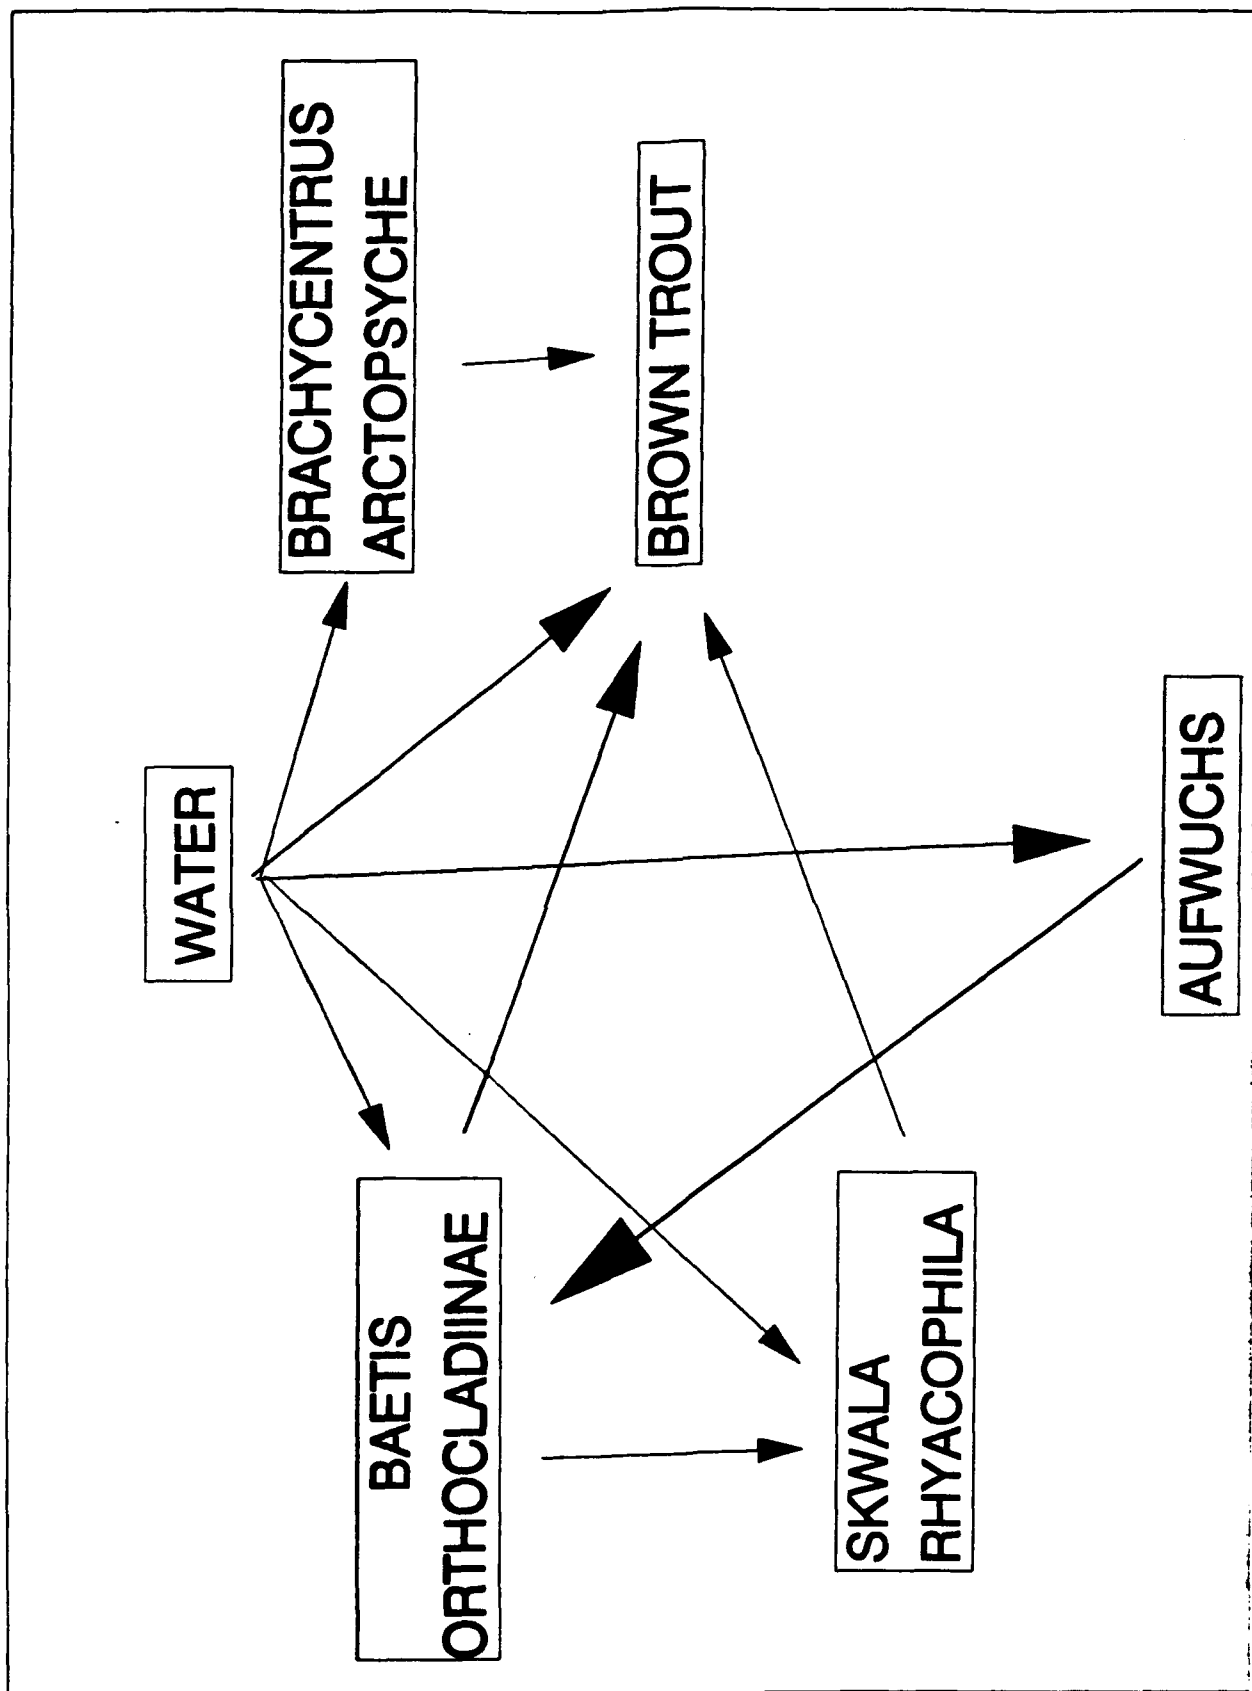 WATER
BRACHYCENTRUS
ARCTOPSYCHE
BAETIS
ORTHOCLADIINAE
BROWN TROUT
SKWALA
RHYACOPHILA
AUFWUCHS